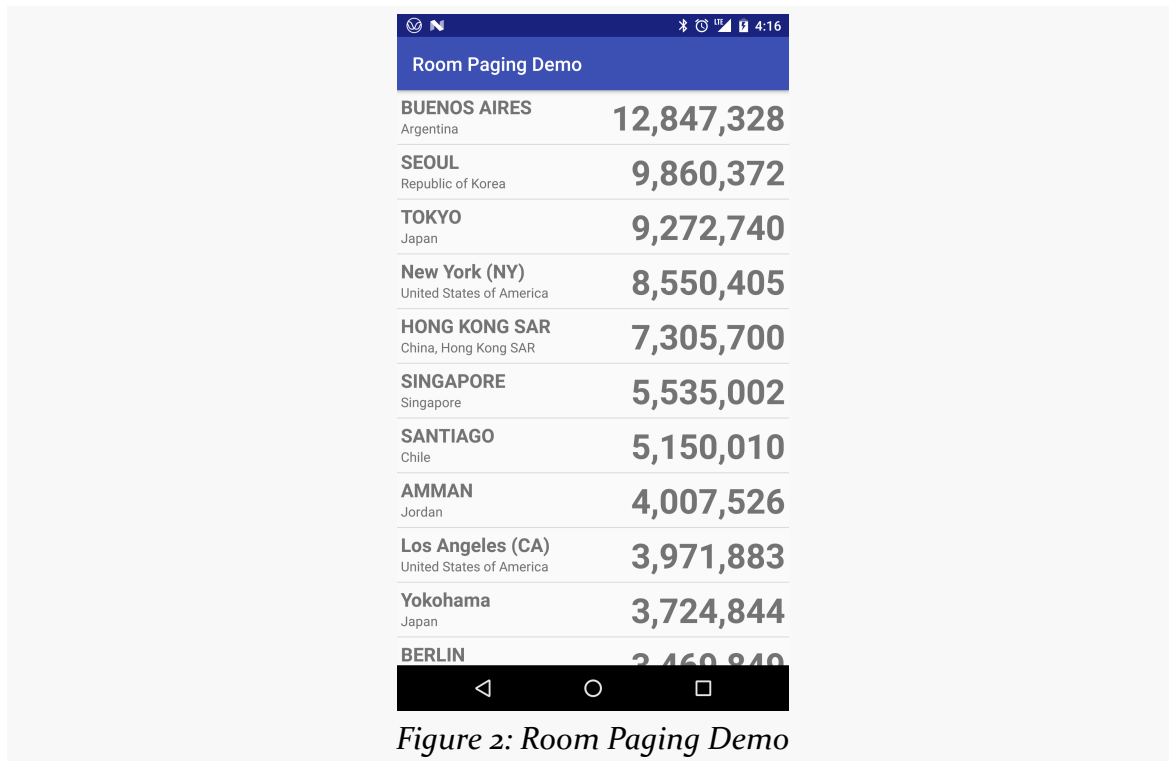 LTE 4:16
Room Paging Demo
BUENOS AIRES 12,847,328
Argentina
SEOUL 9,860,372
Republic of Korea
TOKYO 9,272,740
Japan
New York (NY) 8,550,405
United States of America
HONG KONG SAR 7,305,700
China, Hong Kong SAR
SINGAPORE 5,535,002
Singapore
SANTIAGO 5,150,010
Chile
AMMAN 4,007,526
Jordan
Los Angeles (CA) 3,971,883
United States of America
Yokohama 3,724,844
Japan
BERLIN
Figure 2: Room Paging Demo